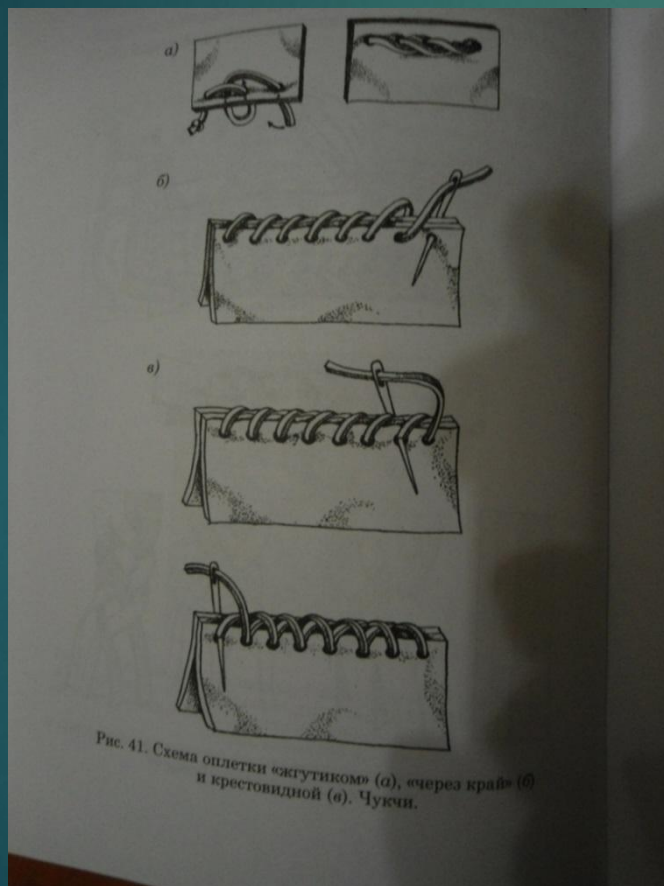 а)
б)
в)
Рис. 41. Схема оплетки «жгутиком» (а), «через край» (б)
и крестовидной (в). Чукчи.